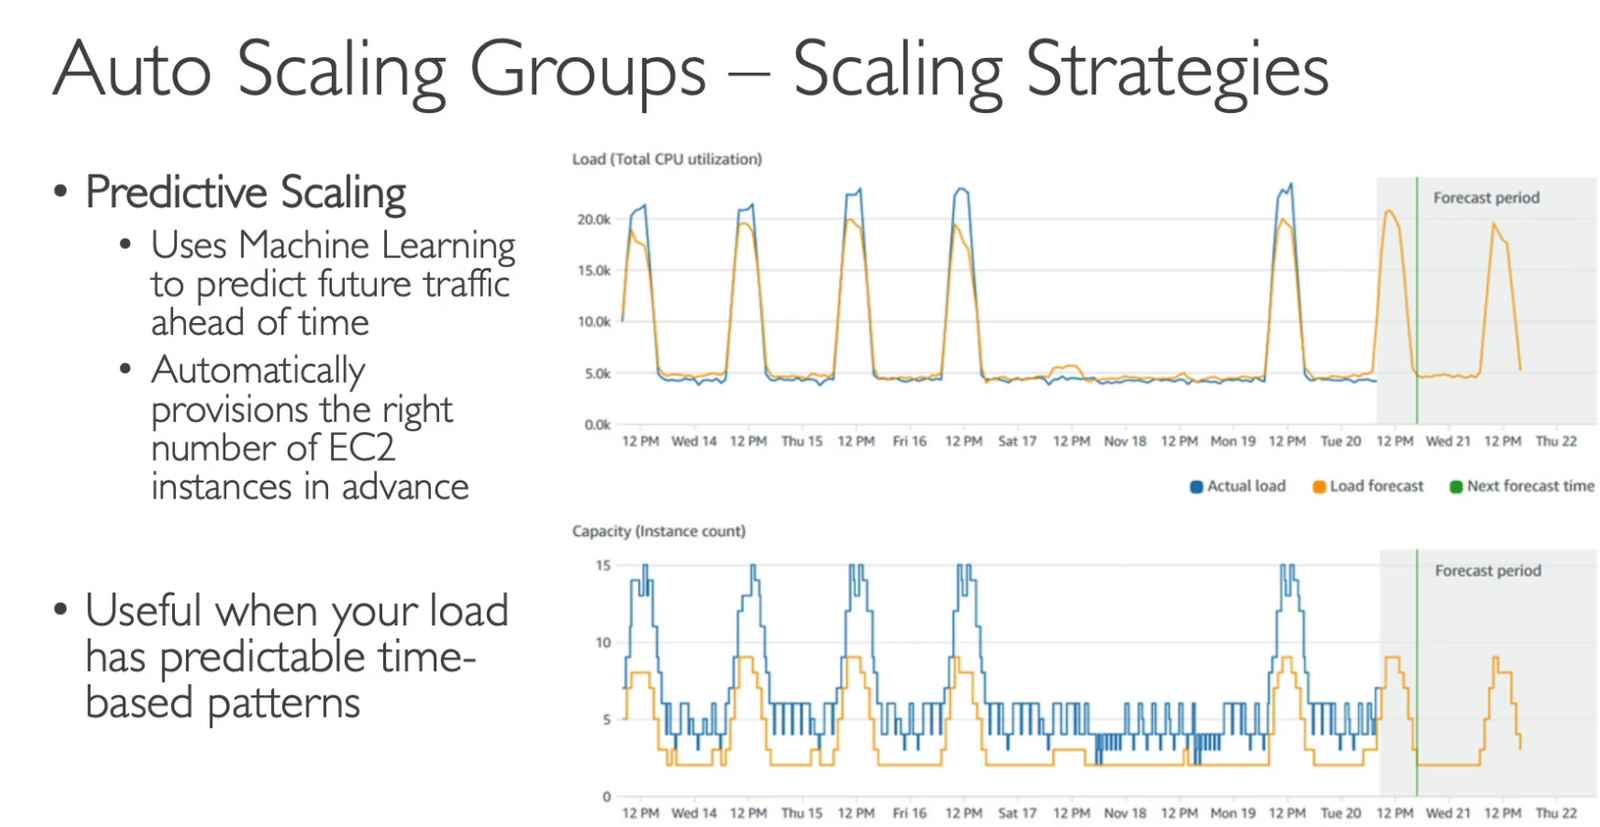 Auto Scaling Groups – Scaling Strategies
• Predictive Scaling
• Uses Machine Learning
to predict future traffic
ahead of time
• Automatically
provisions the right
number of EC2
instances in advance
• Useful when your load
has predictable time-
based patterns
Load (Total CPU utilization)
Forecast period
20.0k
15.0k
10.0k
5.0k
0.0k
12 PM Wed 14 12 PM Thu 15 12 PM Fri 16 12 PM Sat 17 12 PM Nov 18 12 PM Mon 19 12 PM Tue 20 12 PM Wed 21 12 PM Thu 22
Actual load Load forecast Next forecast time
Capacity (Instance count)
Forecast period
15
10
5
0
12 PM Wed 14 12 PM Thu 15 12 PM Fri 16 12 PM Sat 17 12 PM Nov 18 12 PM Mon 19 12 PM Tue 20 12 PM Wed 21 12 PM Thu 22